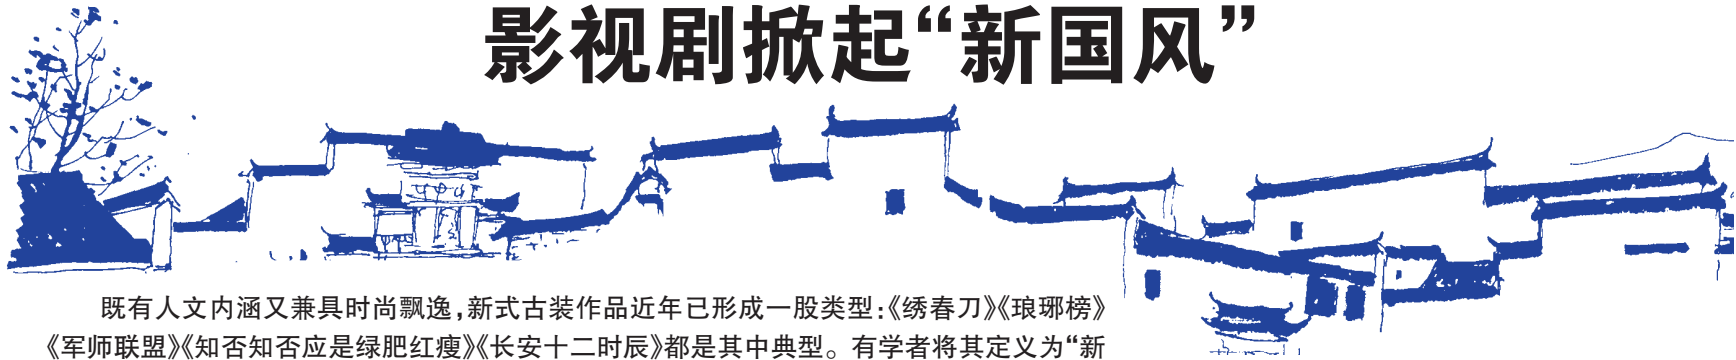 影视剧掀起“新国风”
既有人文内涵又兼具时尚飘逸，新式古装作品近年已形成一股类型：《绣春刀》《琅琊榜》
《军师联盟》《知否知否应是绿肥红瘦》《长安十二时辰》都是其中典型。有学者将其定义为“新